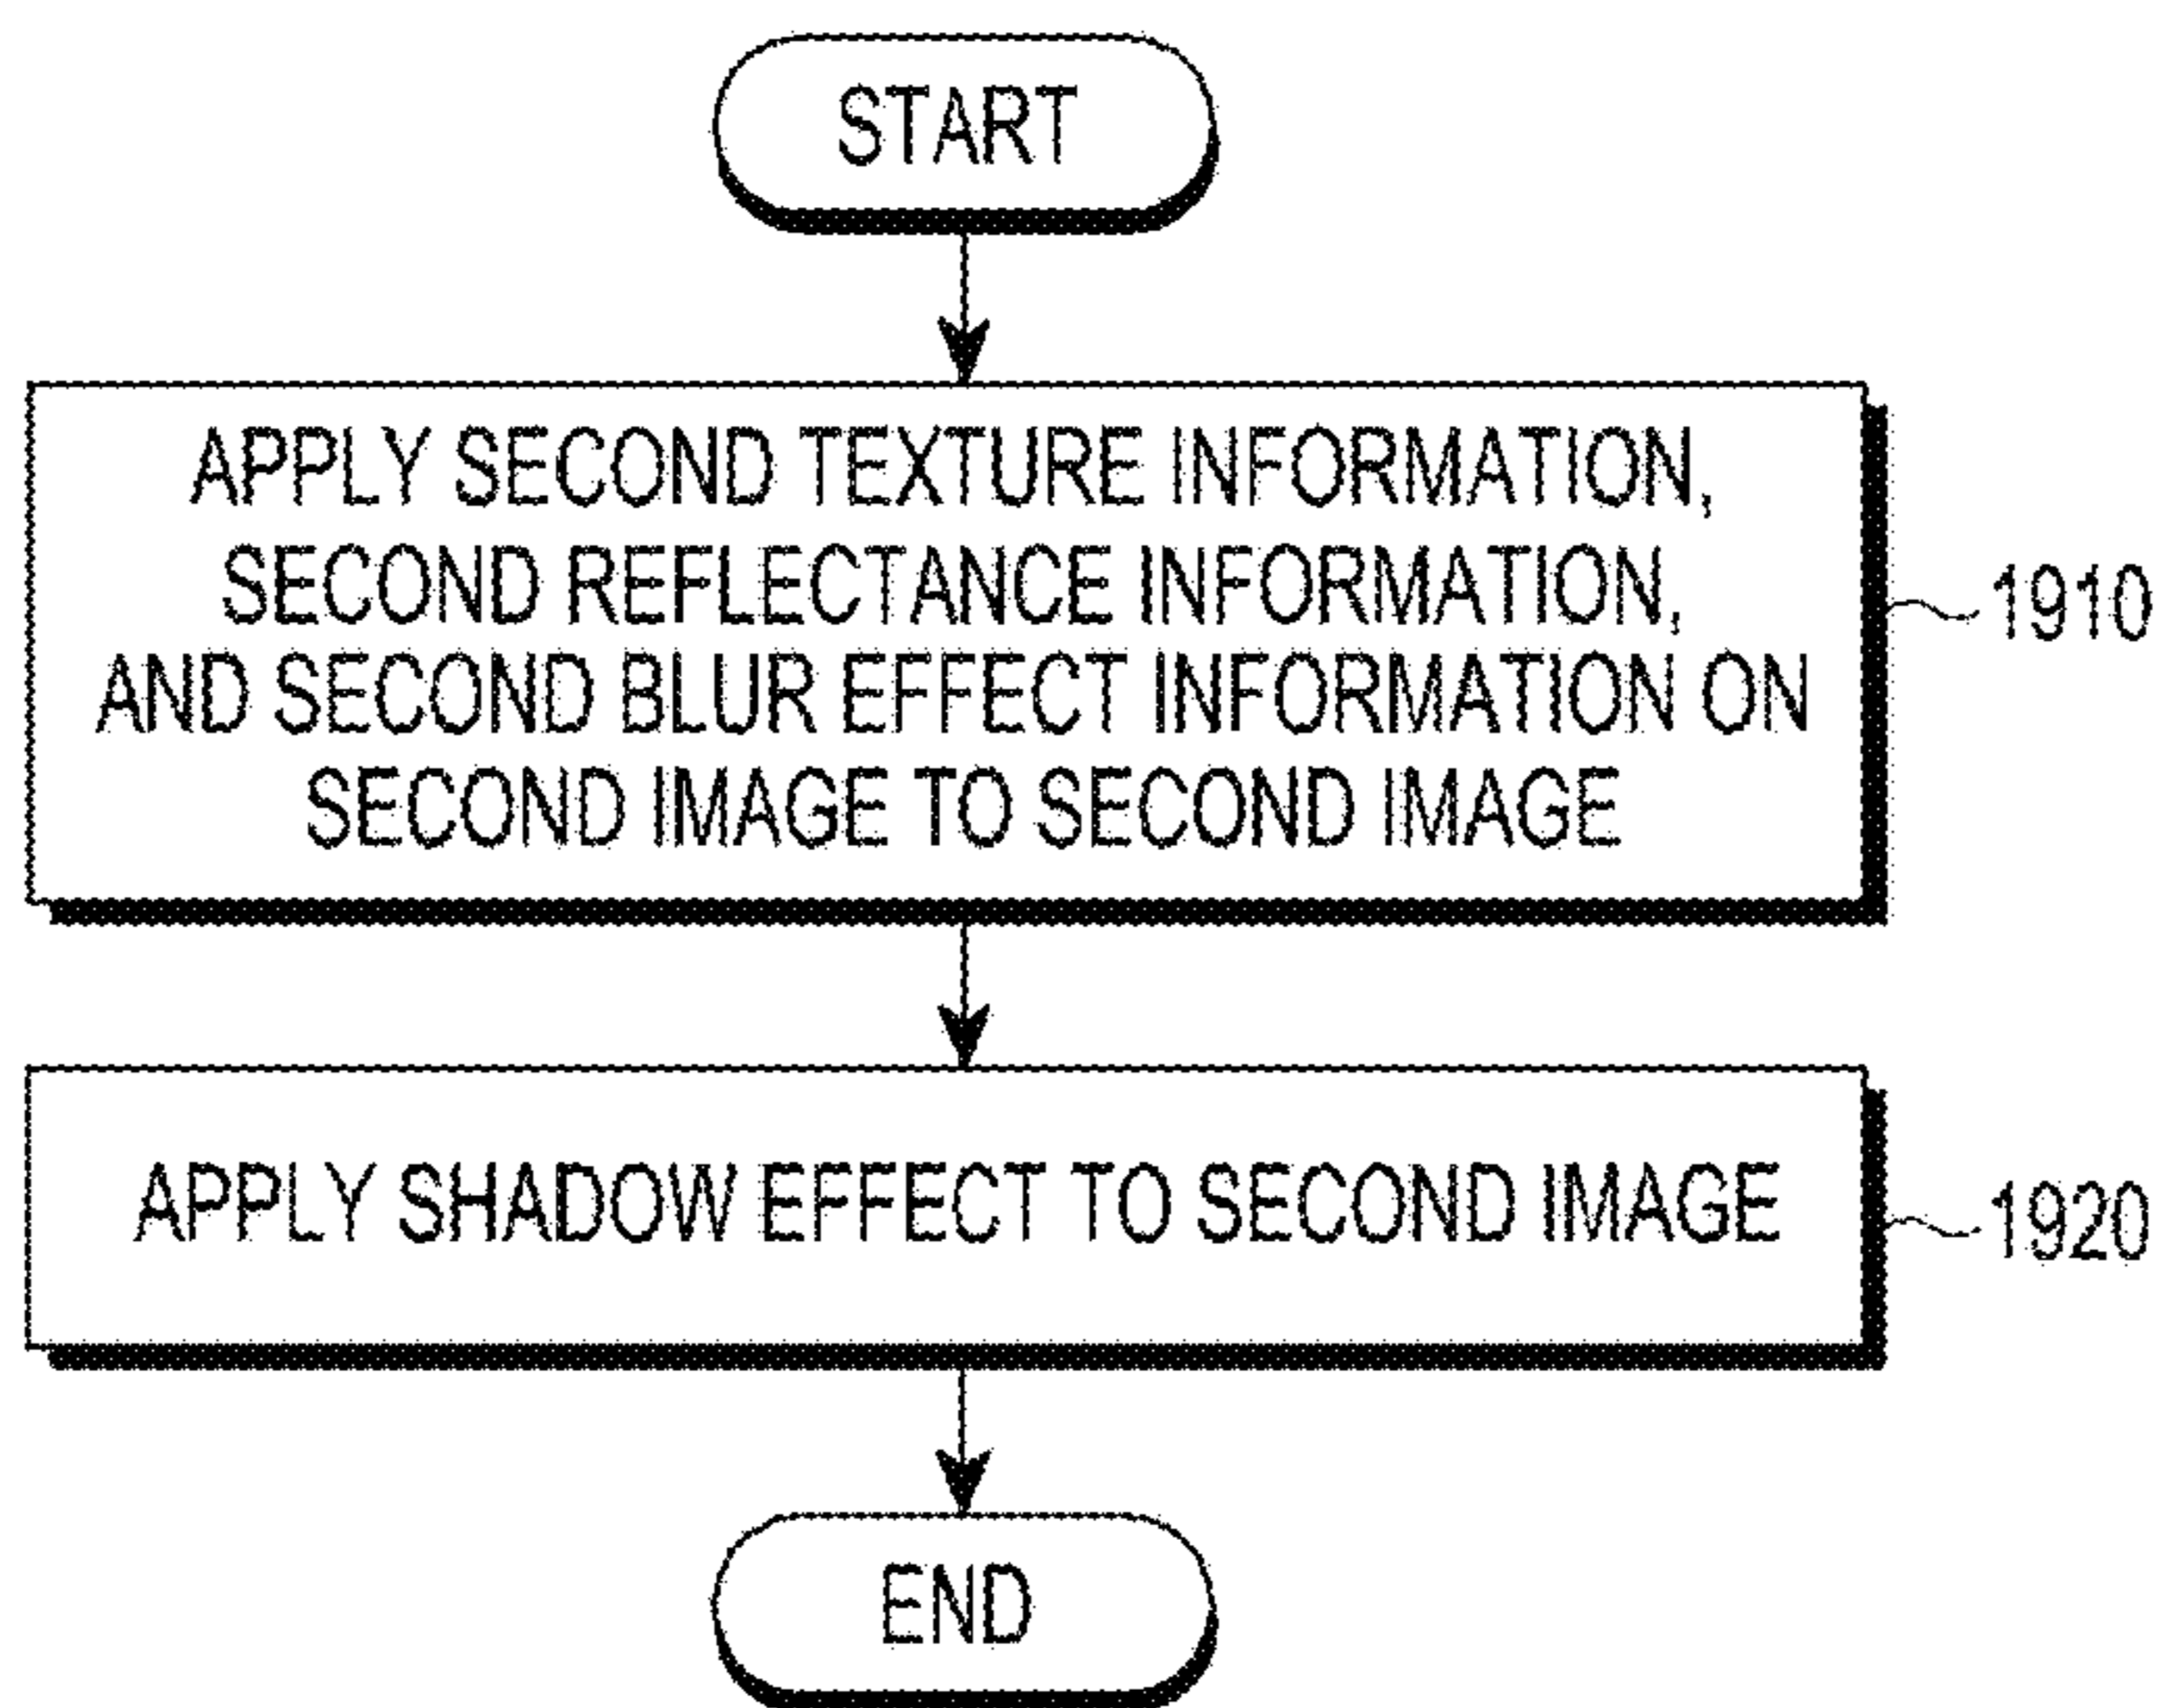 START
APPLY SECOND TEXTURE INFORMATION,
SECOND REFLECTANCE INFORMATION,
AND SECOND BLUR EFFECT INFORMATION ON
SECOND IMAGE TO SECOND IMAGE
1910
APPLY SHADOW EFFECT TO SECOND IMAGE
1920
END